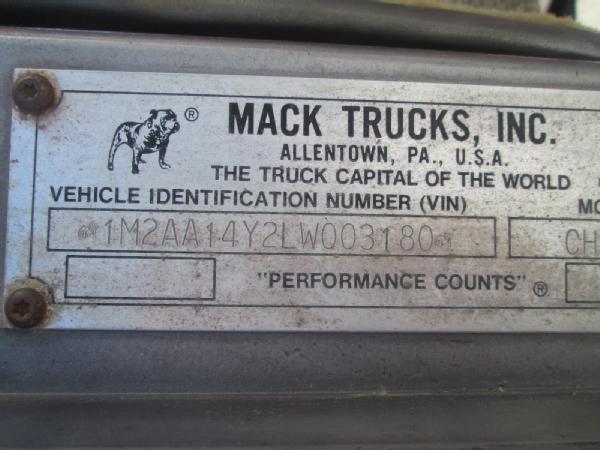 ® MACK TRUCKS, INC.
ALLENTOWN, PA., U.S.A.
THE TRUCK CAPITAL OF THE WORLD
VEHICLE IDENTIFICATION NUMBER (VIN) MO
1M2AA14Y2LW003180 CH
"PERFORMANCE COUNTS" ®